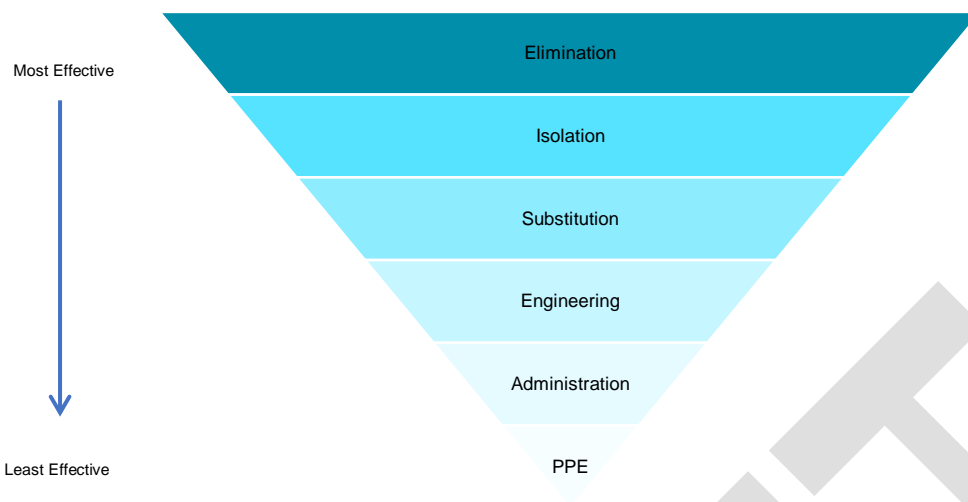 Elimination
Most Effective
Isolation
Substitution
Engineering
Administration
PPE
Least Effective